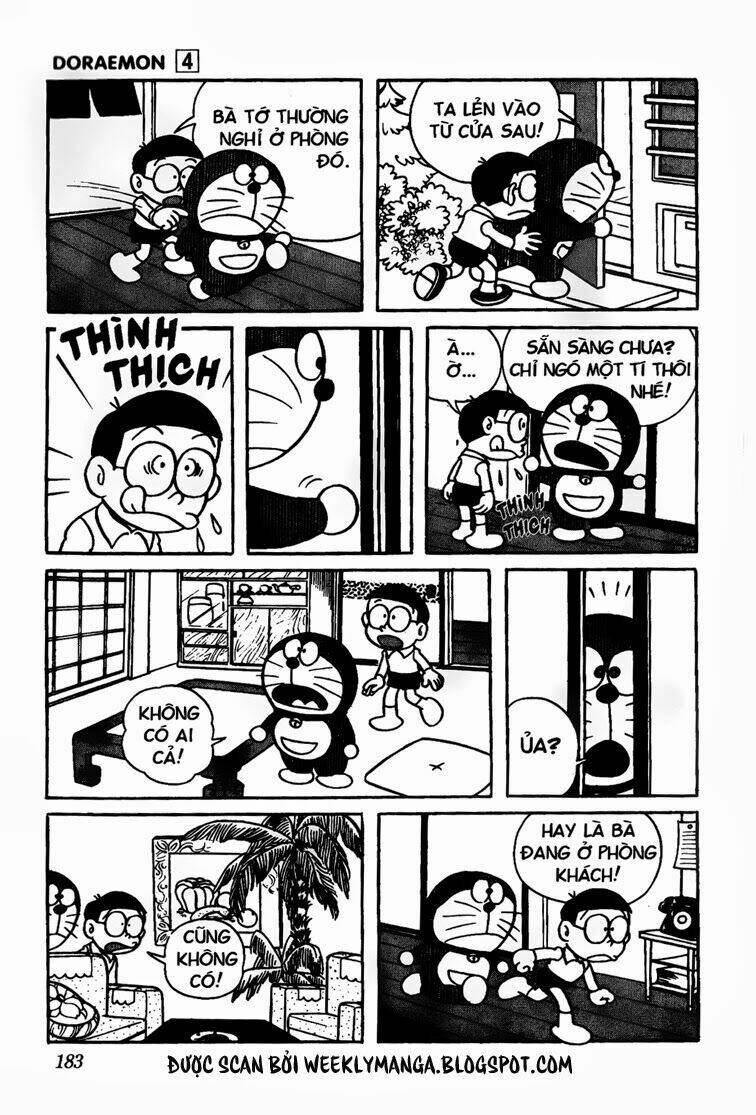 DORAEMON 4
TA LẺN VÀO
TỪ CỬA SAU!
BÀ TỚ THƯỜNG
NGHỈ Ở PHÒNG
ĐÓ.
SẴN SÀNG CHƯA?
CHỈ NGÓ MỘT TÍ THÔI
NHÉ!
À...
Ờ...
THÌNH
THỊCH
THÌNH
THỊCH
ỦA?
KHÔNG
CÓ AI
CẢ!
HAY LÀ BÀ
ĐANG Ở PHÒNG
KHÁCH!
CŨNG
KHÔNG
CÓ!
183
ĐƯỢC SCAN BỞI WEEKLYMANGA.BLOGSPOT.COM